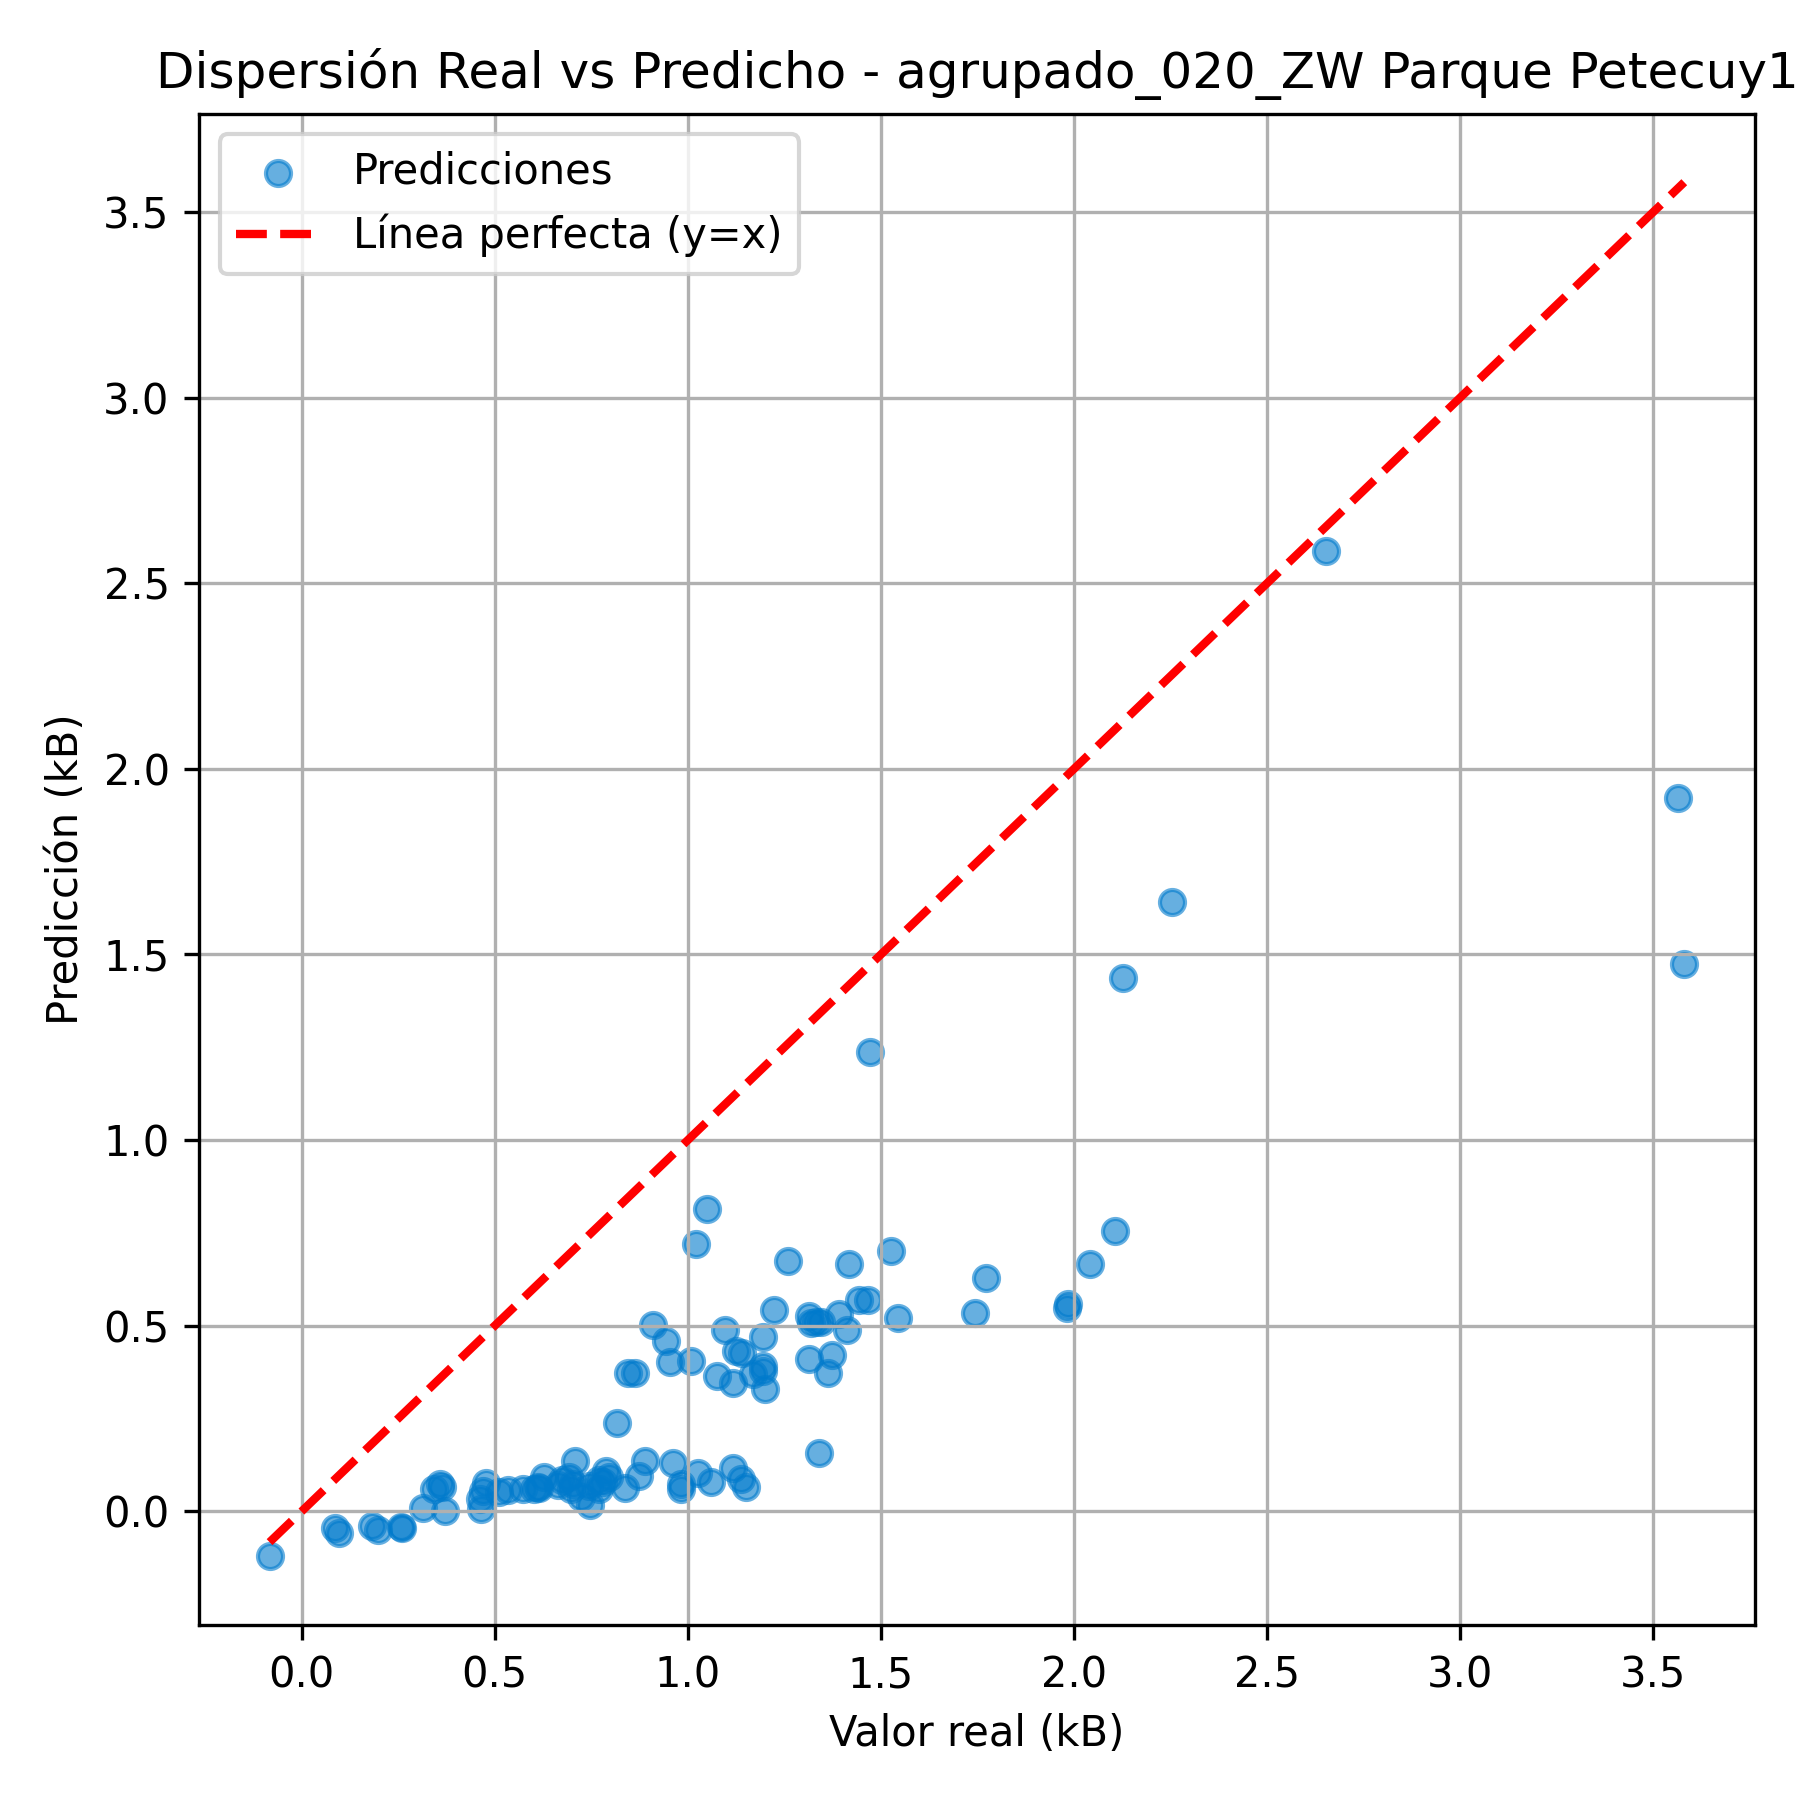 Dispersión Real vs Predicho - agrupado_020_ZW Parque Petecuy1
Predicciones
Línea perfecta (y=x)
3.5
3.0
2.5
2.0
1.5
1.0
0.5
0.0
Predicción (kB)
0.0 0.5 1.0 1.5 2.0 2.5 3.0 3.5
Valor real (kB)